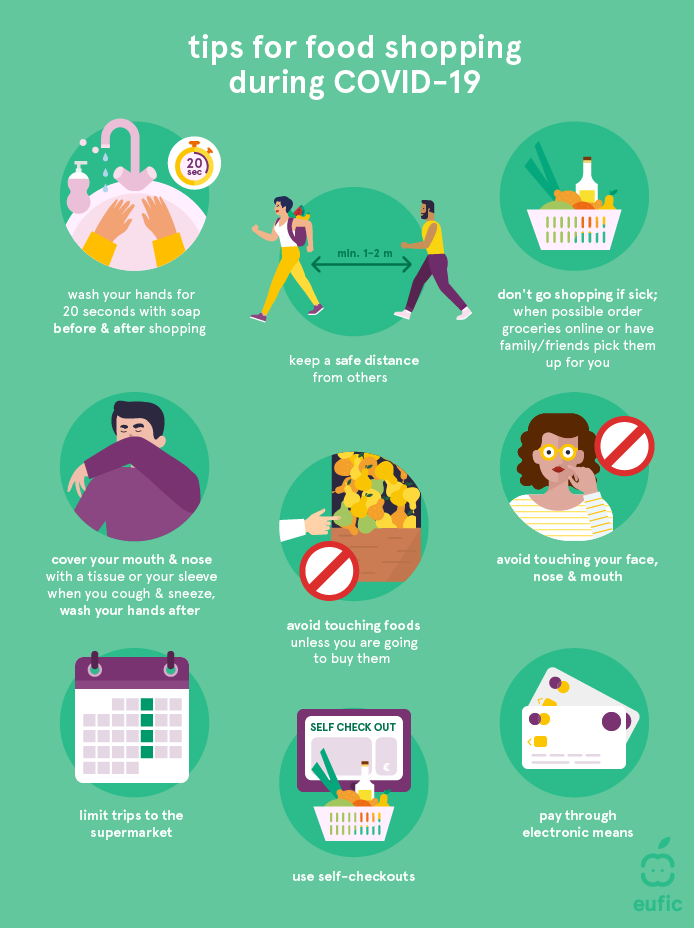 tips for food shopping
during COVID-19
20
sec
wash your hands for
20 seconds with soap
before & after shopping
min. 1-2 m
keep a safe distance
from others
don't go shopping if sick;
when possible order
groceries online or have
family/friends pick them
up for you
cover your mouth & nose
with a tissue or your sleeve
when you cough & sneeze,
wash your hands after
avoid touching foods
unless you are going
to buy them
avoid touching your face,
nose & mouth
limit trips to the
supermarket
SELF CHECK OUT
€
use self-checkouts
pay through
electronic means
eufic